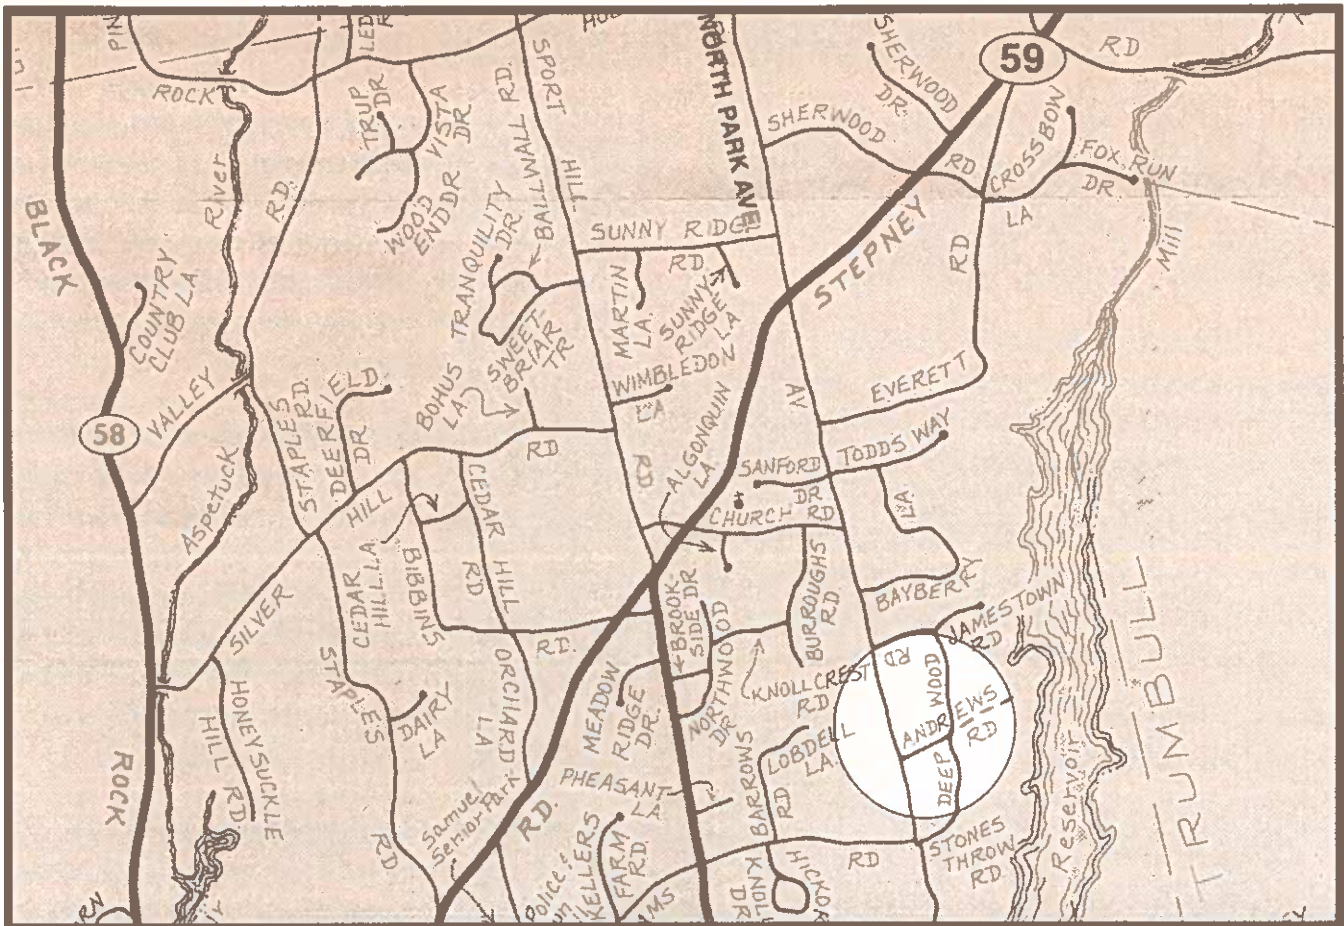 PIN
ROCK
River
RD.
TRUP
DR
VISTA
DR
WOOD
END DR
SPORT
HILL
RD
BALLWALL RD.
TRANQUILITY
DR
NORTH PARK AVE
SHERWOOD
DR.
SHERWOOD
RD
59
RD
CROSSBOW
LA
FOX RUN
DR.
Mill
BLACK
COUNTRY
CLUB LA
SUNNY RIDGE
RD
MARTIN
LA.
SUNNY
RIDGE
LA
STEPNEY
RD
EVERETT
58
VALLEY
STAPLES
RD.
DEERFIELD
DR
BOHUS
LA
SWEET
BRIAR
TR
WIMBLEDON
LA
ALGONQUIN
LA.
AV
Aspetuck
HILL
RD
CEDAR
HILL
RD
SANFORD
DR
TODDS WAY
LA.
CHURCH RD
SILVER
CEDAR
HILL LA
BIBBINS
RD.
BROOK
SIDE DR
NORTHWOOD
DR
BURROUGHS
RD.
BAYBERRY
JAMESTOWN
RD
STAPLES
RD
DAIRY
LA
ORCHARD
LA
MEADOW
RIDGE
DR.
KNOLLCREST
RD
LOBDELL
LA.
RD
WOOD
DEEP
ANDREWS
RD
HONEYSUCKLE
HILL RD
ROCK
Samuel
Senior Park
RD.
PHEASANT
LA
BARROWS
RD
KELLERS
FARM
RD.
Police
KNOLL
DR
RD
STONES
THROW
RD.
Reservoir
TRUMBULL